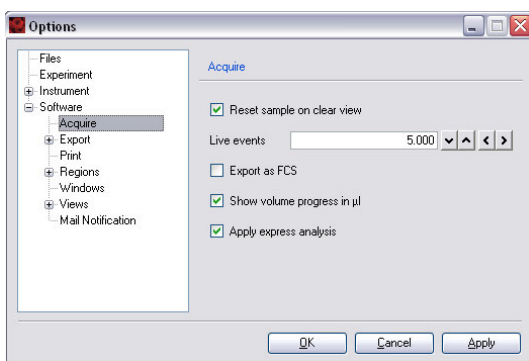 Options
Files
Experiment
Instrument
Software
Acquire
Export
Print
Regions
Windows
Views
Mail Notification
Acquire
Reset sample on clear view
Live events 5.000
Export as FCS
Show volume progress in µl
Apply express analysis
OK Cancel Apply